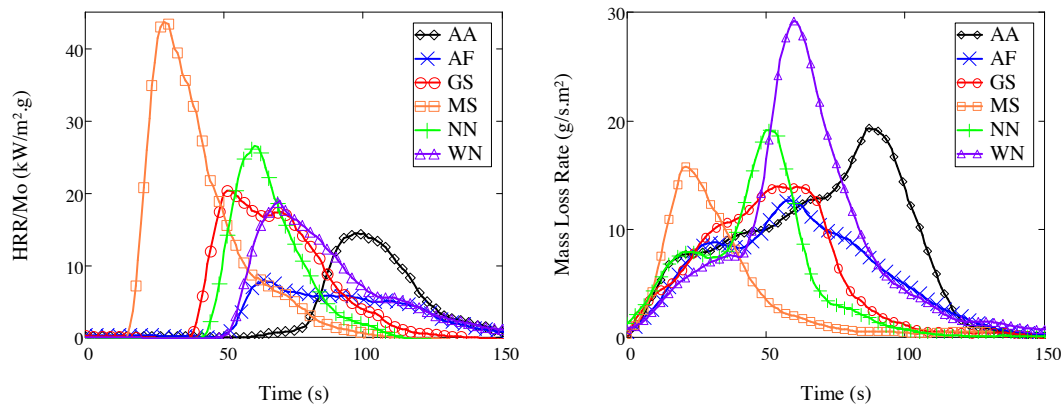 HRR/Mo (kW/m².g)
40
30
20
10
0
0
50
100
150
Time (s)
AA
AF
GS
MS
NN
WN
Mass Loss Rate (g/s.m²)
30
20
10
0
0
50
100
150
Time (s)
AA
AF
GS
MS
NN
WN